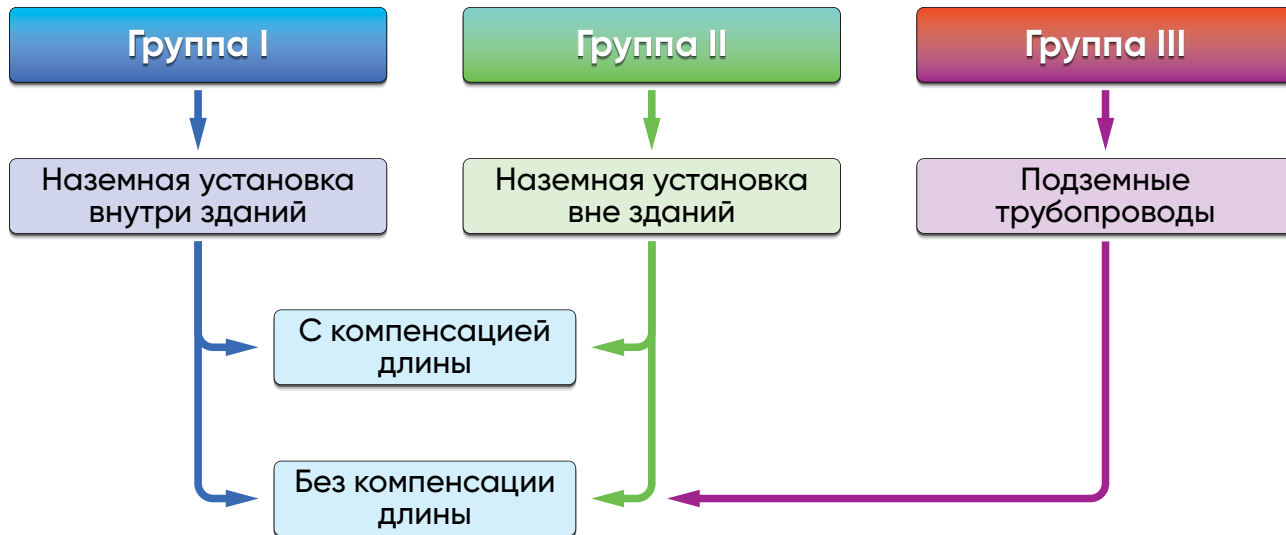 Группа I
Группа II
Группа III
Наземная установка
внутри зданий
Наземная установка
вне зданий
Подземные
трубопроводы
С компенсацией
длины
Без компенсации
длины